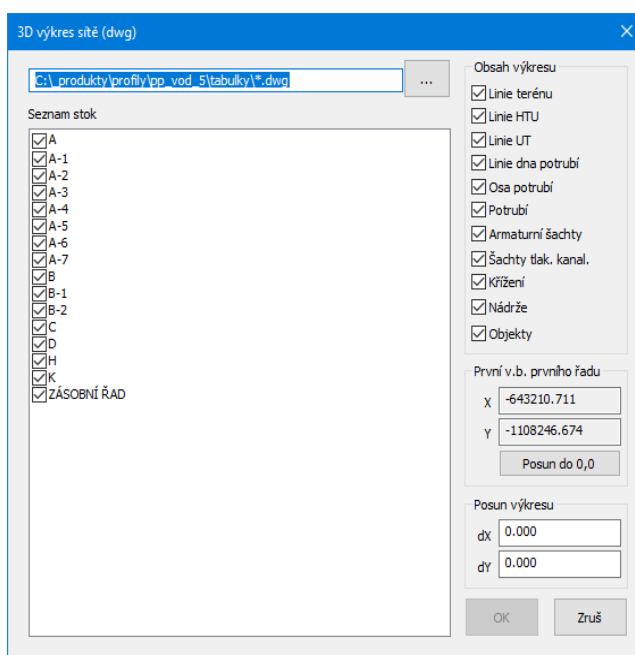 3D výkres sítě (dwg)
C:\_produkty\profily\pp_vod_5\tabulky\*.dwg
...
Seznam stok
A
A-1
A-2
A-3
A-4
A-5
A-6
A-7
B
B-1
B-2
C
D
H
K
ZÁSOBNÍ ŘAD
Obsah výkresu
Linie terénu
Linie HTU
Linie UT
Linie dna potrubí
Osa potrubí
Potrubí
Armaturní šachty
Šachty tlak. kanal.
Křížení
Nádrže
Objekty
První v.b. prvního řadu
X -643210.711
Y -1108246.674
Posun do 0,0
Posun výkresu
dX 0.000
dY 0.000
OK Zruš